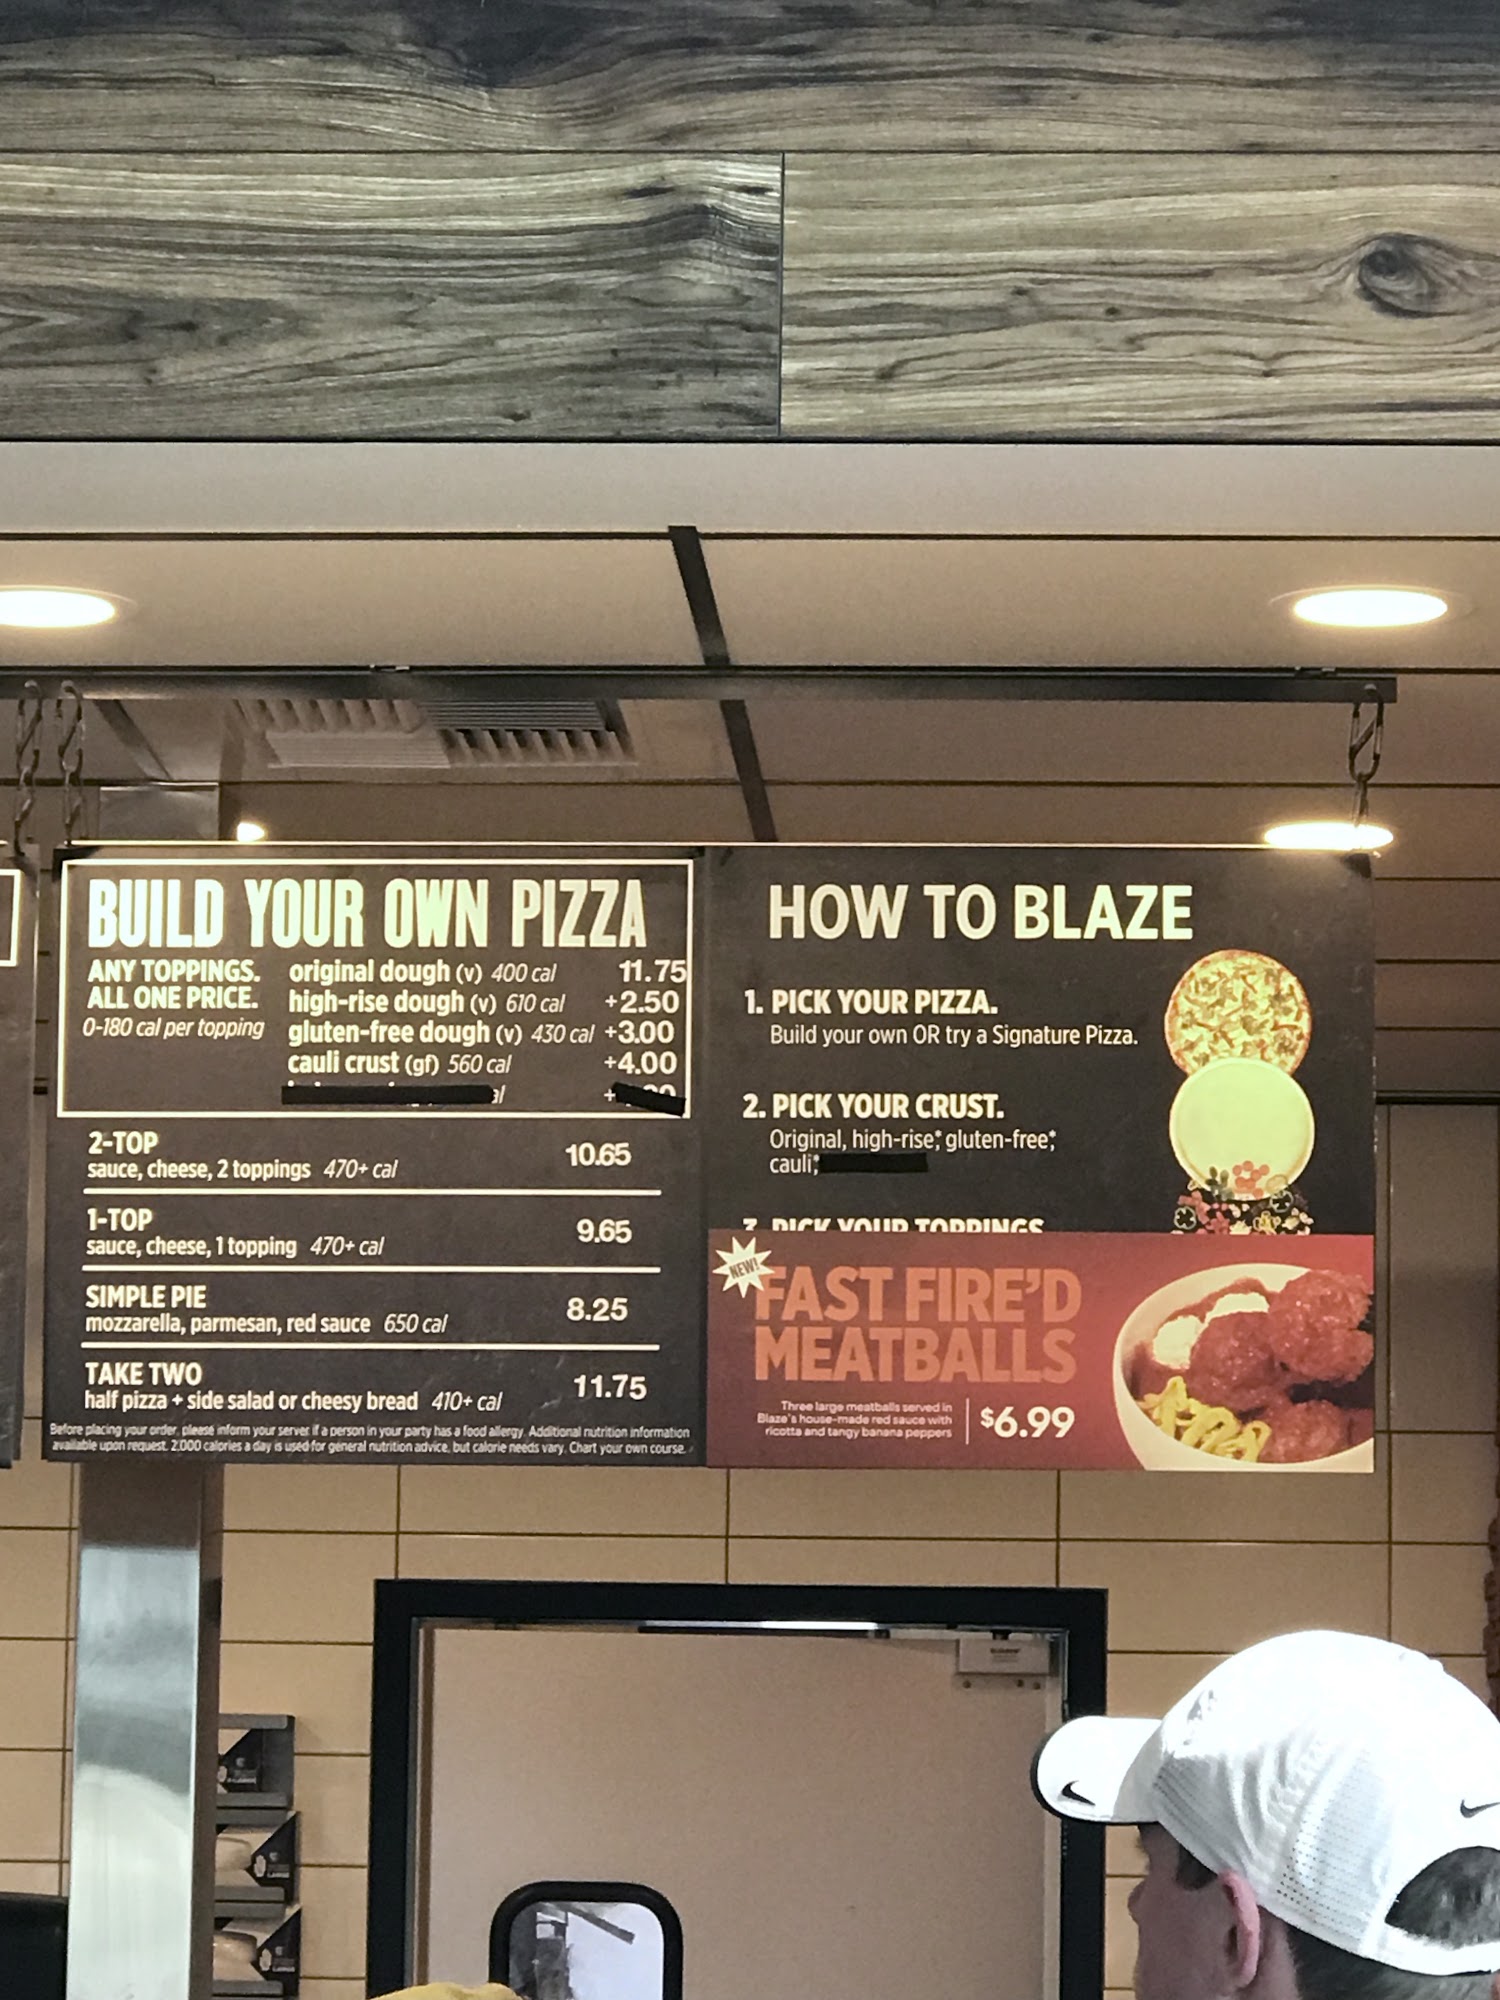 BUILD YOUR OWN PIZZA
ANY TOPPINGS.
ALL ONE PRICE.
0-180 cal per topping
original dough (v) 400 cal 11.75
high-rise dough (v) 610 cal +2.50
gluten-free dough (v) 430 cal +3.00
cauli crust (gf) 560 cal +4.00
2-TOP
sauce, cheese, 2 toppings 470+ cal 10.65
1-TOP
sauce, cheese, 1 topping 470+ cal 9.65
SIMPLE PIE
mozzarella, parmesan, red sauce 650 cal 8.25
TAKE TWO
half pizza + side salad or cheesy bread 410+ cal 11.75
Before placing your order, please inform your server if a person in your party has a food allergy. Additional nutrition information
available upon request. 2,000 calories a day is used for general nutrition advice, but calorie needs vary. Chart your own course.
HOW TO BLAZE
1. PICK YOUR PIZZA.
Build your own OR try a Signature Pizza.
2. PICK YOUR CRUST.
Original, high-rise,* gluten-free,*
cauli,*
3. PICK YOUR TOPPINGS
NEW!
FAST FIRE'D
MEATBALLS
Three large meatballs served in
Blaze's house-made red sauce with
ricotta and tangy banana peppers
$6.99